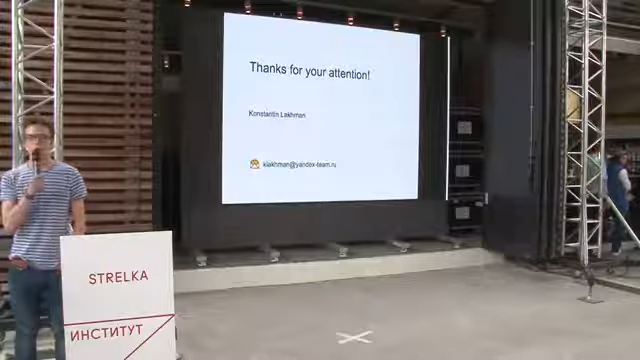 Thanks for your attention!
Konstantin Lakhman
klakhman@yandex-team.ru
STRELKA
ИНСТИТУТ